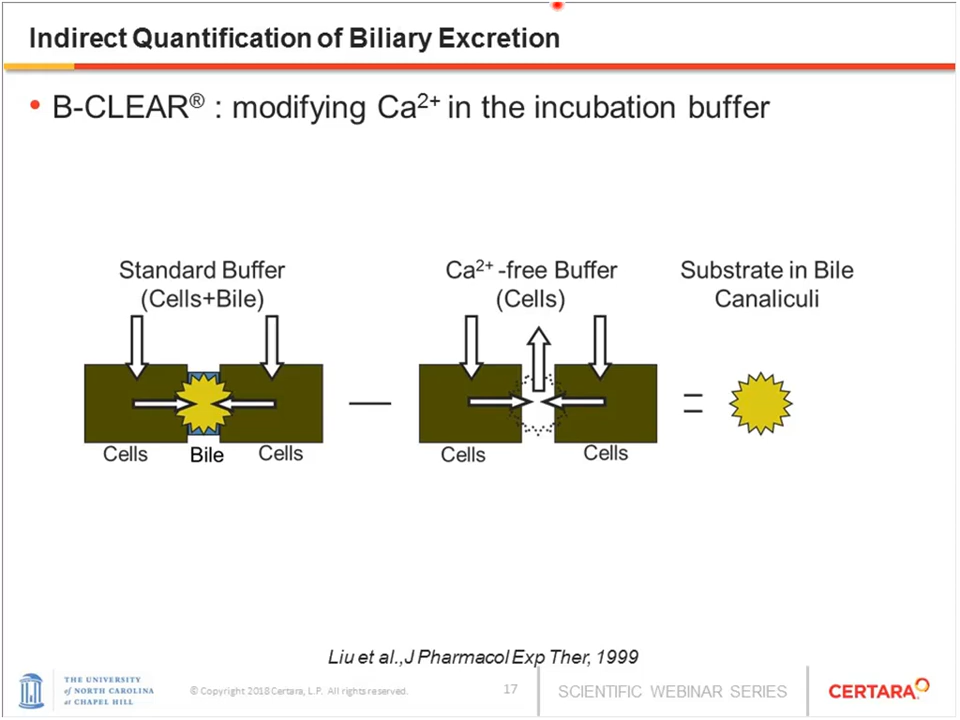 Indirect Quantification of Biliary Excretion
• B-CLEAR® : modifying Ca²⁺ in the incubation buffer
Standard Buffer
(Cells+Bile)
Ca²⁺ -free Buffer
(Cells)
Substrate in Bile
Canaliculi
—
=
Cells
Bile
Cells
Cells
Cells
Liu et al.,J Pharmacol Exp Ther, 1999
THE UNIVERSITY
of NORTH CAROLINA
at CHAPEL HILL
© Copyright 2018 Certara, L.P. All rights reserved.
17
SCIENTIFIC WEBINAR SERIES
CERTARA